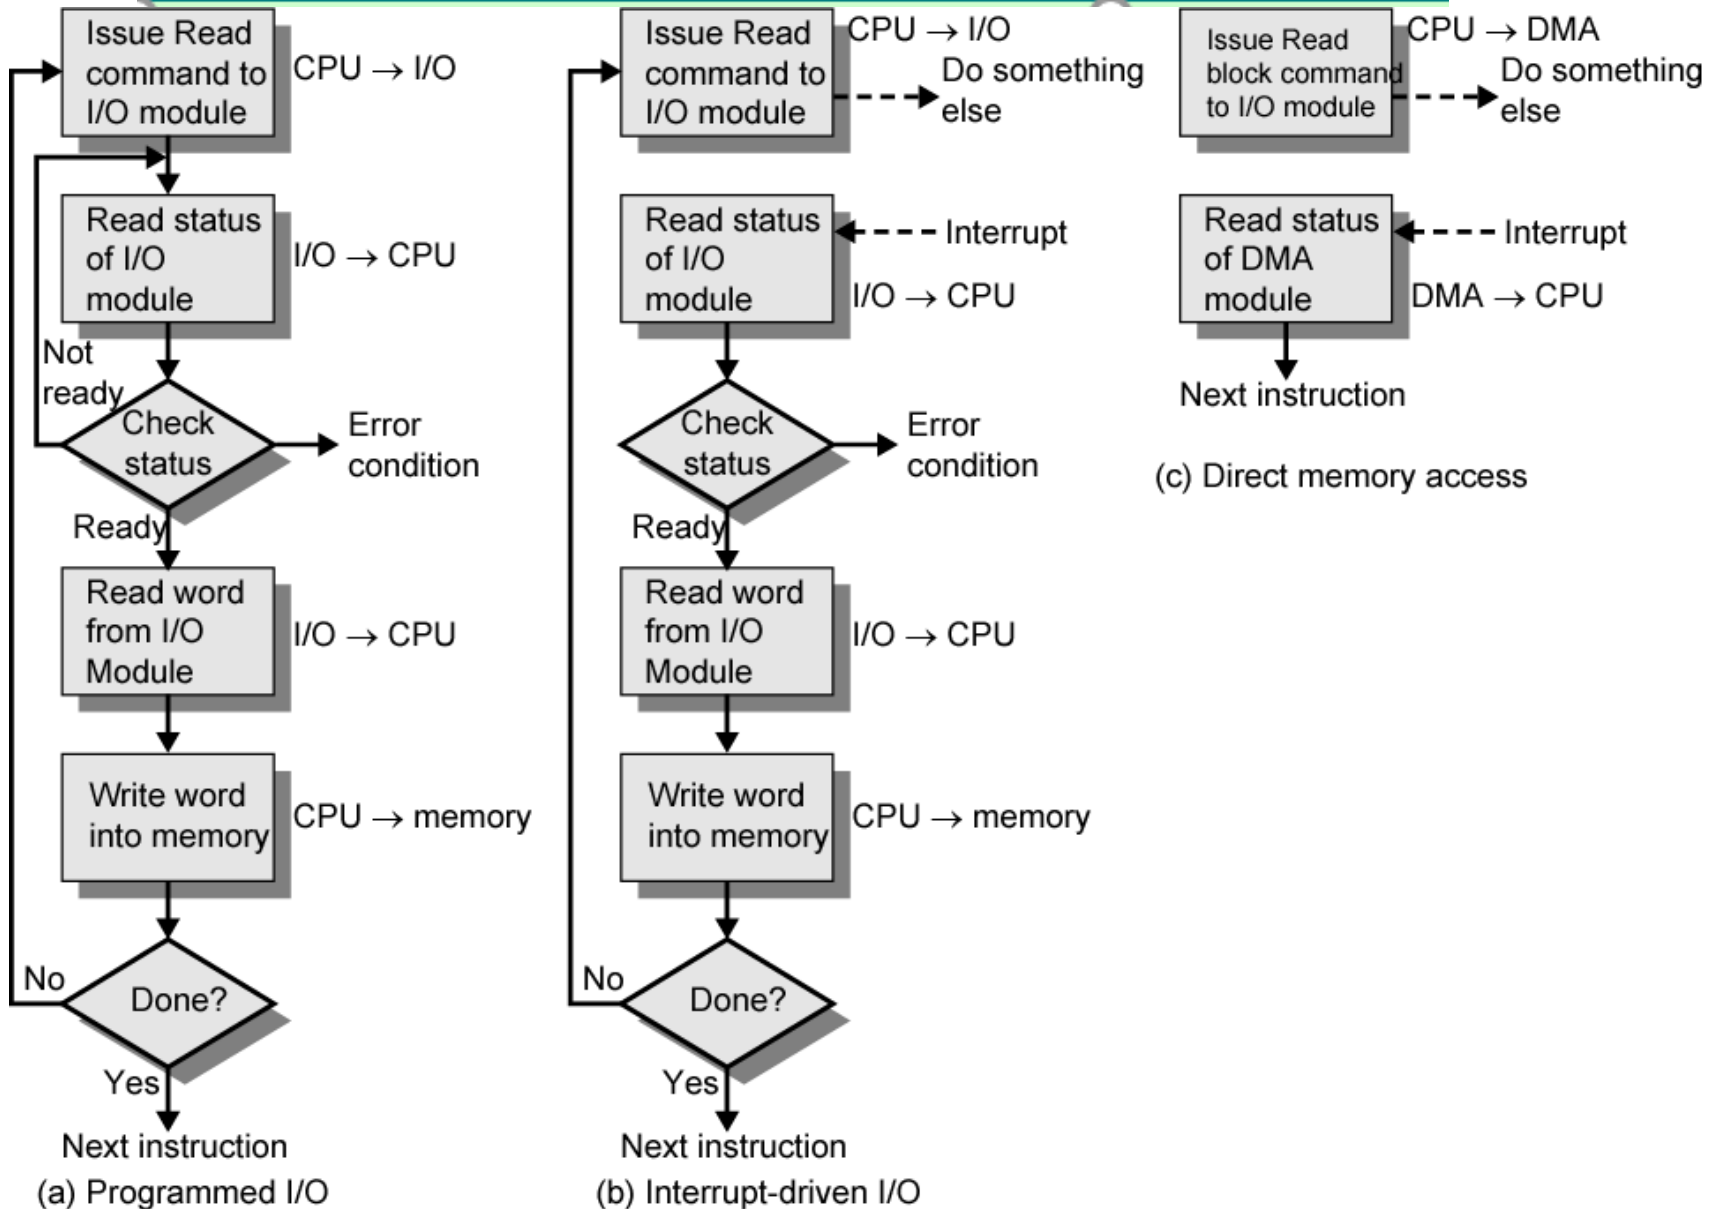 Issue Read
command to
I/O module
CPU → I/O
Read status
of I/O
module
I/O → CPU
Not
ready
Check
status
Error
condition
Ready
Read word
from I/O
Module
I/O → CPU
Write word
into memory
CPU → memory
No
Done?
Yes
Next instruction
(a) Programmed I/O
Issue Read
command to
I/O module
CPU → I/O
Do something
else
Read status
of I/O
module
Interrupt
I/O → CPU
Check
status
Error
condition
Ready
Read word
from I/O
Module
I/O → CPU
Write word
into memory
CPU → memory
No
Done?
Yes
Next instruction
(b) Interrupt-driven I/O
Issue Read
block command
to I/O module
CPU → DMA
Do something
else
Read status
of DMA
module
Interrupt
DMA → CPU
Next instruction
(c) Direct memory access